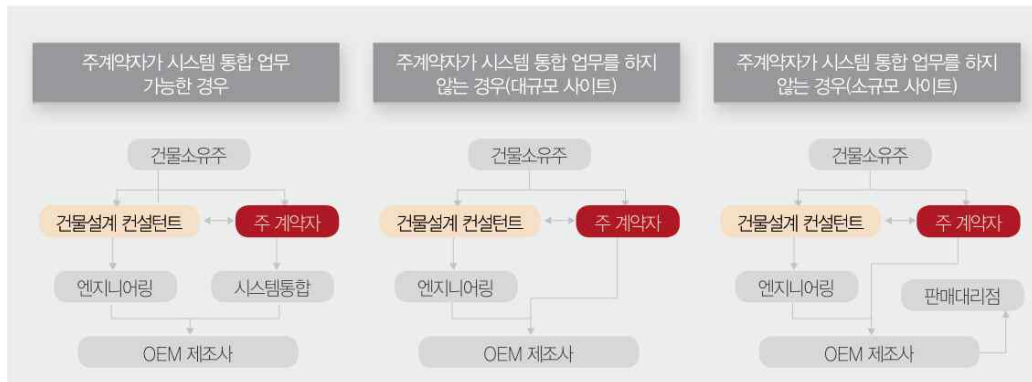 주계약자가 시스템 통합 업무
가능한 경우
건물소유주
건물설계 컨설턴트
주 계약자
엔지니어링
시스템통합
OEM 제조사
주계약자가 시스템 통합 업무를 하지
않는 경우(대규모 사이트)
건물소유주
건물설계 컨설턴트
주 계약자
엔지니어링
OEM 제조사
주계약자가 시스템 통합 업무를 하지
않는 경우(소규모 사이트)
건물소유주
건물설계 컨설턴트
주 계약자
엔지니어링
판매대리점
OEM 제조사